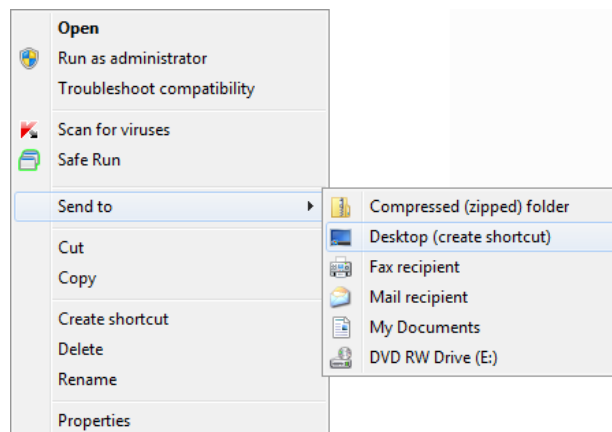 Open
Run as administrator
Troubleshoot compatibility
Scan for viruses
Safe Run
Send to
Cut
Copy
Create shortcut
Delete
Rename
Properties
Compressed (zipped) folder
Desktop (create shortcut)
Fax recipient
Mail recipient
My Documents
DVD RW Drive (E:)